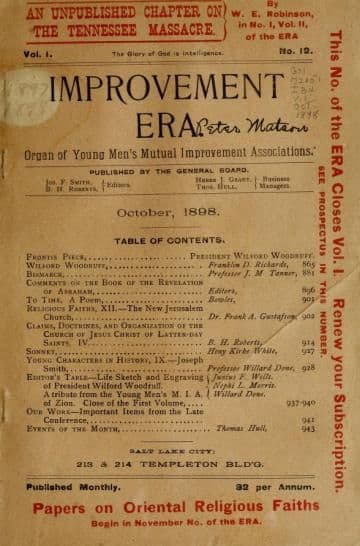 AN UNPUBLISHED CHAPTER ON
THE TENNESSEE MASSACRE.
By
W. E. Robinson,
in No. I, Vol. II,
of the ERA
Vol. I.
The Glory of God is Intelligence.
No. 12.
IMPROVEMENT
ERA
Peter Matson
Organ of Young Men's Mutual Improvement Associations.
PUBLISHED BY THE GENERAL BOARD.
Jos. F. Smith,
B. H. Roberts,
} Editors.
Heber J. Grant,
Thos. Hull,
} Business
Managers.
October, 1898.
TABLE OF CONTENTS.
Frontis Piece, President Wilford Woodruff.
Wilford Woodruff, Franklin D. Richards, 865
Bismarck, Professor J. M Tanner, 881
Comments on the Book of the Revelation
of Abraham, Editors, 896
To Time, A Poem, Bowles, 901
Religious Faiths, XII.—The New Jerusalem
Church, Dr. Frank A. Gustafson, 902
Claims, Doctrines, and Organization of the
Church of Jesus Christ of Latter-day
Saints. IV. B. H. Roberts, 914
Sonnet, Heny Kirke White, 927
Young Characters in History, IX.—Joseph
Smith, Professor Willard Done, 928
Editor's Table—Life Sketch and Engraving
of President Wilford Woodruff.
A tribute from the Young Men's M. I. A.
of Zion. Close of the First Volume,
{ Junius F. Wells.
Nephi L. Morris.
Willard Done.
937-940
Our Work—Important Items from the Late
Conference, 941
Events of the Month, Thomas Hull, 943
SALT LAKE CITY:
213 & 214 TEMPLETON BLD'G.
Published Monthly.
$2 per Annum.
Papers on Oriental Religious Faiths
Begin in November No. of the ERA.
This No. of the ERA Closes Vol. I. Renew your Subscription.
SEE PROSPECTUS IN THIS NUMBER.